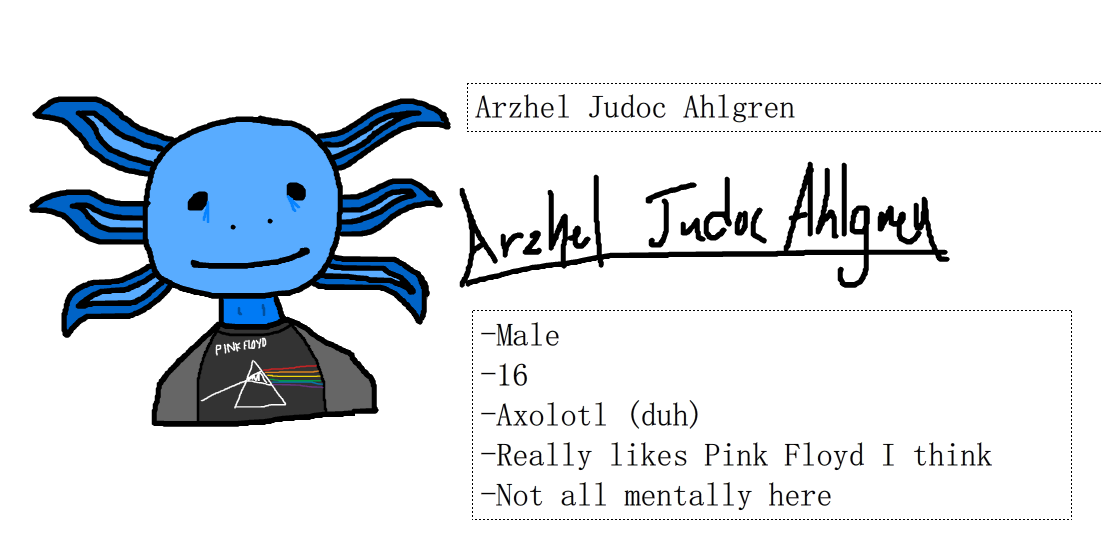 Arzhel Judoc Ahlgren
Arzhel Judoc Ahlgren
PINK FLOYD
-Male
-16
-Axolotl (duh)
-Really likes Pink Floyd I think
-Not all mentally here